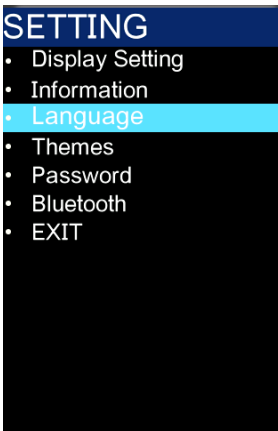 SETTING
• Display Setting
• Information
• Language
• Themes
• Password
• Bluetooth
• EXIT